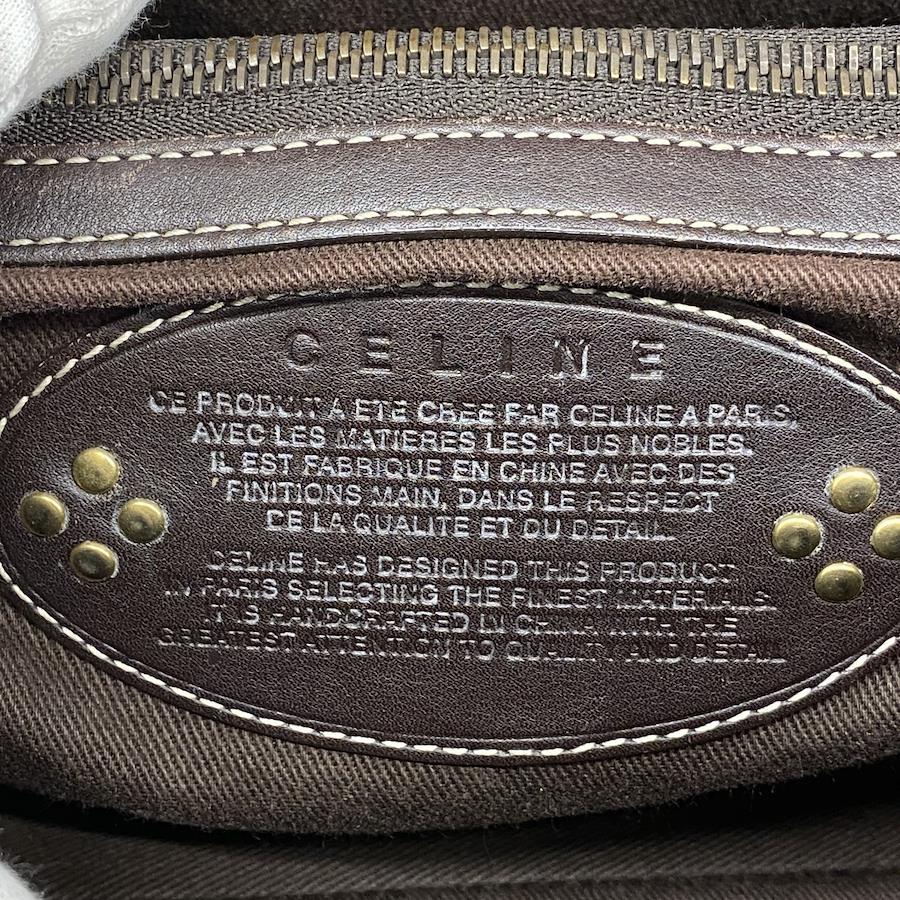 CELINE
CE PRODUIT A ETE CREE PAR CELINE A PARIS,
AVEC LES MATIERES LES PLUS NOBLES.
IL EST FABRIQUE EN CHINE AVEC DES
FINITIONS MAIN, DANS LE RESPECT
DE LA QUALITE ET DU DETAIL.
CELINE HAS DESIGNED THIS PRODUCT
IN PARIS SELECTING THE FINEST MATERIALS.
IT IS HANDCRAFTED IN CHINA WITH THE
GREATEST ATTENTION TO QUALITY AND DETAIL